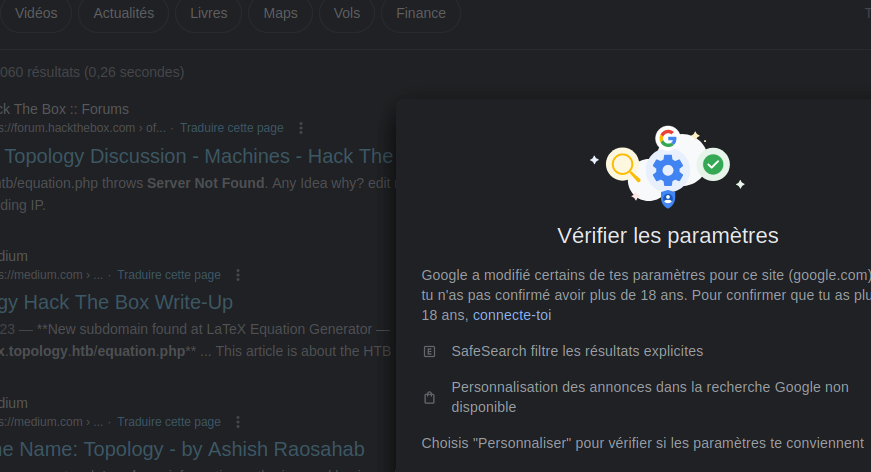 Vidéos Actualités Livres Maps Vols Finance
060 résultats (0,26 secondes)
ck The Box :: Forums
s://forum.hackthebox.com › of... · Traduire cette page
Topology Discussion - Machines - Hack The
htb/equation.php throws Server Not Found. Any Idea why? edit
ding IP.
dium
s://medium.com › ... · Traduire cette page
gy Hack The Box Write-Up
23 — **New subdomain found at LaTeX Equation Generator —
x.topology.htb/equation.php** ... This article is about the HTB
dium
s://medium.com › ... · Traduire cette page
ne Name: Topology - by Ashish Raosahab
Vérifier les paramètres
Google a modifié certains de tes paramètres pour ce site (google.com)
tu n'as pas confirmé avoir plus de 18 ans. Pour confirmer que tu as plu
18 ans, connecte-toi
E SafeSearch filtre les résultats explicites
Personnalisation des annonces dans la recherche Google non
disponible
Choisis "Personnaliser" pour vérifier si les paramètres te conviennent